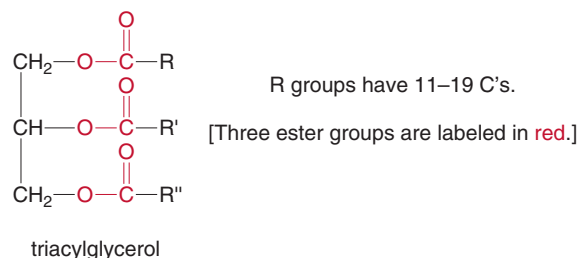 O
CH2—O—C—R
O
R groups have 11–19 C's.
CH—O—C—R'
[Three ester groups are labeled in red.]
O
CH2—O—C—R"
triacylglycerol